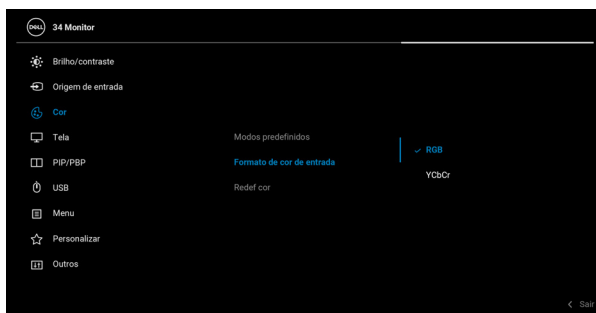 DELL 34 Monitor
Brilho/contraste
Origem de entrada
Cor
Tela
PIP/PBP
USB
Menu
Personalizar
Outros
Modos predefinidos
Formato de cor de entrada
Redef cor
RGB
YCbCr
Sair